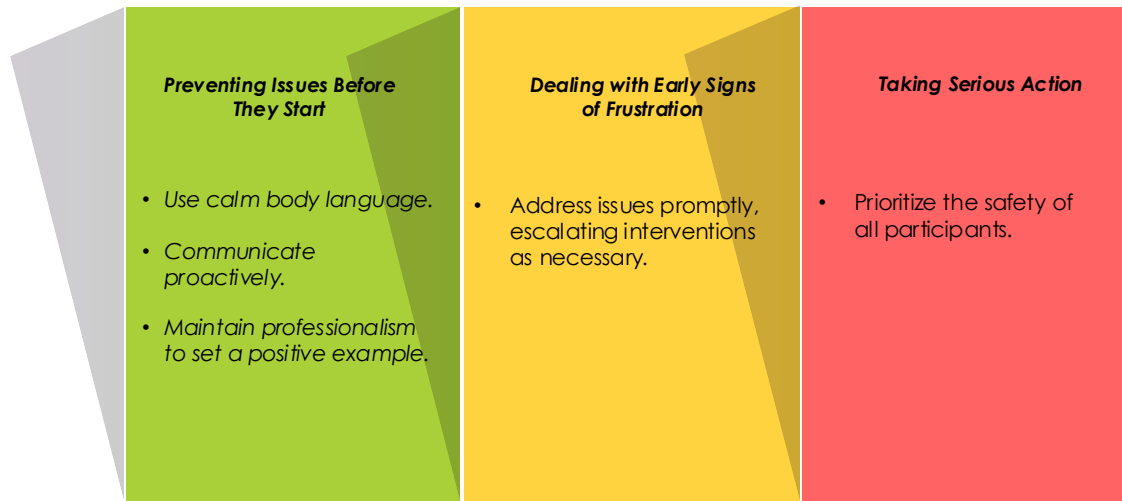 Preventing Issues Before
They Start
• Use calm body language.
• Communicate
proactively.
• Maintain professionalism
to set a positive example.
Dealing with Early Signs
of Frustration
• Address issues promptly,
escalating interventions
as necessary.
Taking Serious Action
• Prioritize the safety of
all participants.